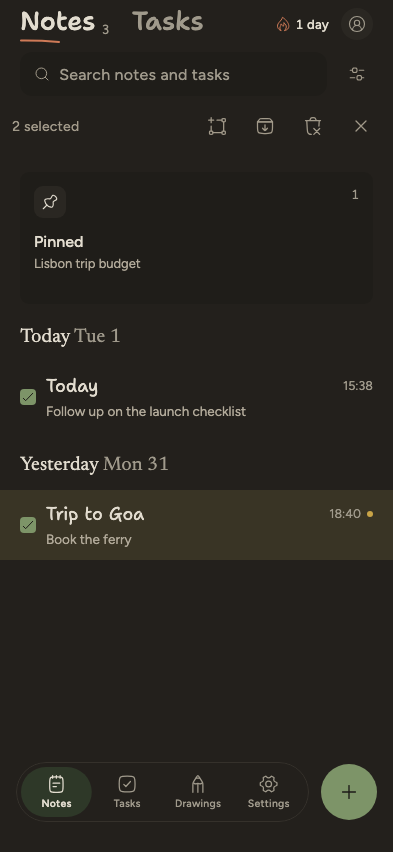 Notes 3 Tasks 1 day
Search notes and tasks
2 selected
1
Pinned
Lisbon trip budget
Today Tue 1
Today 15:38
Follow up on the launch checklist
Yesterday Mon 31
Trip to Goa 18:40
Book the ferry
Notes Tasks Drawings Settings